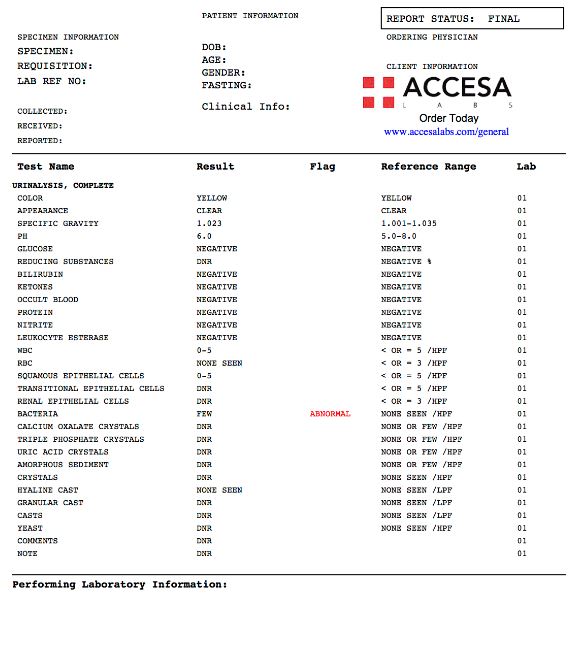 PATIENT INFORMATION
REPORT STATUS: FINAL
SPECIMEN INFORMATION
SPECIMEN:
REQUISITION:
LAB REF NO:
COLLECTED:
RECEIVED:
REPORTED:
DOB:
AGE:
GENDER:
FASTING:
Clinical Info:
ORDERING PHYSICIAN
CLIENT INFORMATION
ACCESA
LABS
Order Today
www.accesalabs.com/general
Test Name Result Flag Reference Range Lab
URINALYSIS, COMPLETE
COLOR YELLOW YELLOW 01
APPEARANCE CLEAR CLEAR 01
SPECIFIC GRAVITY 1.023 1.001-1.035 01
PH 6.0 5.0-8.0 01
GLUCOSE NEGATIVE NEGATIVE 01
REDUCING SUBSTANCES DNR NEGATIVE % 01
BILIRUBIN NEGATIVE NEGATIVE 01
KETONES NEGATIVE NEGATIVE 01
OCCULT BLOOD NEGATIVE NEGATIVE 01
PROTEIN NEGATIVE NEGATIVE 01
NITRITE NEGATIVE NEGATIVE 01
LEUKOCYTE ESTERASE NEGATIVE NEGATIVE 01
WBC 0-5 < OR = 5 /HPF 01
RBC NONE SEEN < OR = 3 /HPF 01
SQUAMOUS EPITHELIAL CELLS 0-5 < OR = 5 /HPF 01
TRANSITIONAL EPITHELIAL CELLS DNR < OR = 5 /HPF 01
RENAL EPITHELIAL CELLS DNR < OR = 3 /HPF 01
BACTERIA FEW ABNORMAL NONE SEEN /HPF 01
CALCIUM OXALATE CRYSTALS DNR NONE OR FEW /HPF 01
TRIPLE PHOSPHATE CRYSTALS DNR NONE OR FEW /HPF 01
URIC ACID CRYSTALS DNR NONE OR FEW /HPF 01
AMORPHOUS SEDIMENT DNR NONE OR FEW /HPF 01
CRYSTALS DNR NONE SEEN /HPF 01
HYALINE CAST NONE SEEN NONE SEEN /LPF 01
GRANULAR CAST DNR NONE SEEN /LPF 01
CASTS DNR NONE SEEN /LPF 01
YEAST DNR NONE SEEN /HPF 01
COMMENTS DNR 01
NOTE DNR 01
Performing Laboratory Information: